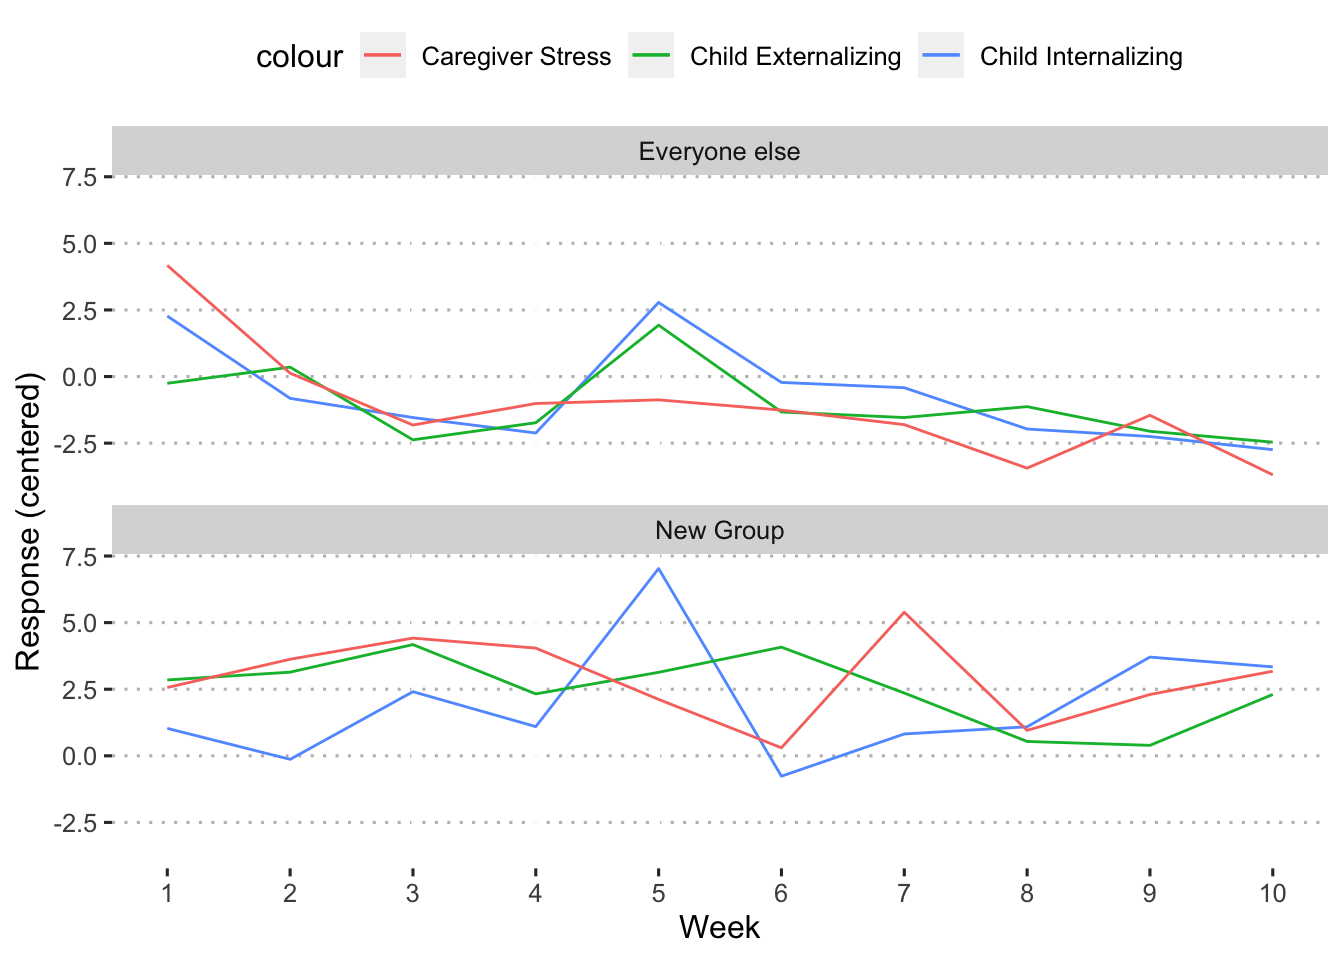 colour Caregiver Stress Child Externalizing Child Internalizing
Everyone else
7.5
5.0
2.5
0.0
-2.5
New Group
7.5
5.0
2.5
0.0
-2.5
Response (centered)
1 2 3 4 5 6 7 8 9 10
Week